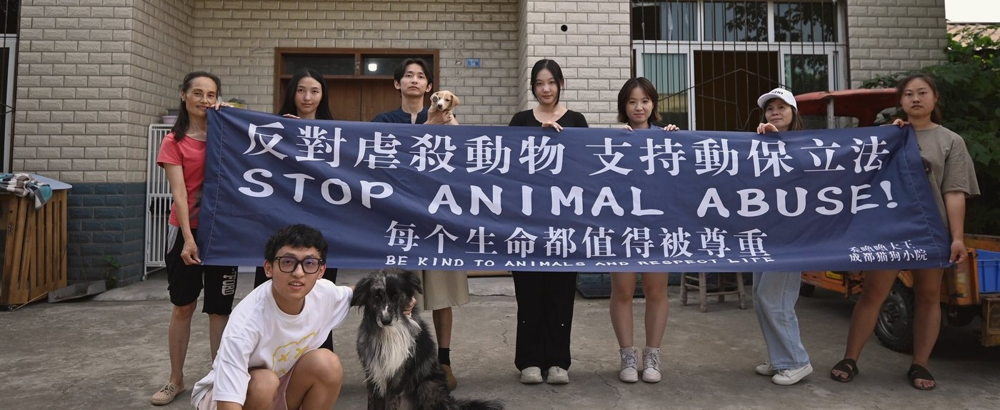 反對虐殺動物 支持動保立法
STOP ANIMAL ABUSE!
每个生命都值得被尊重
BE KIND TO ANIMALS AND RESPECT LIFE
成都猫狗小院